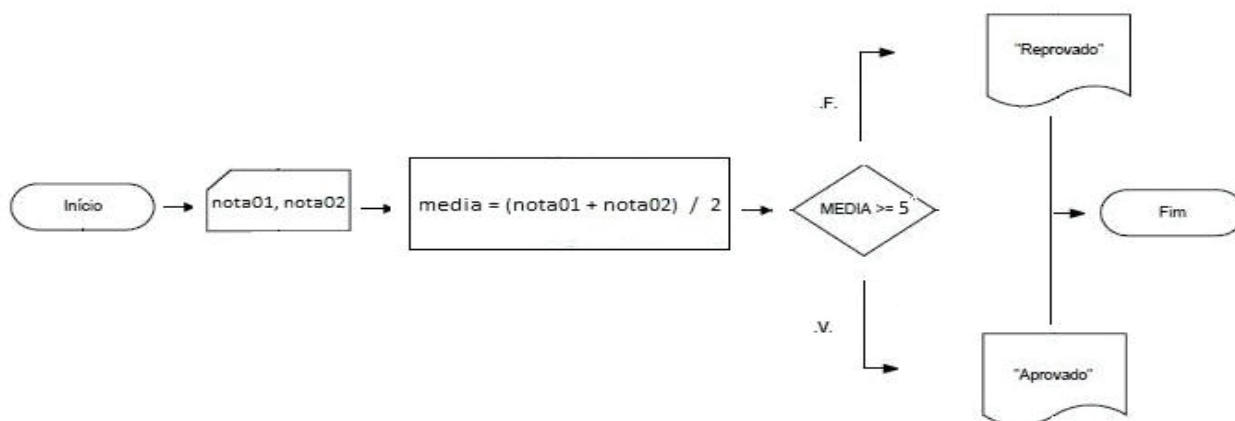 Início
nota01, nota02
media = (nota01 + nota02) / 2
MEDIA >= 5
.F.
"Reprovado"
.V.
"Aprovado"
Fim